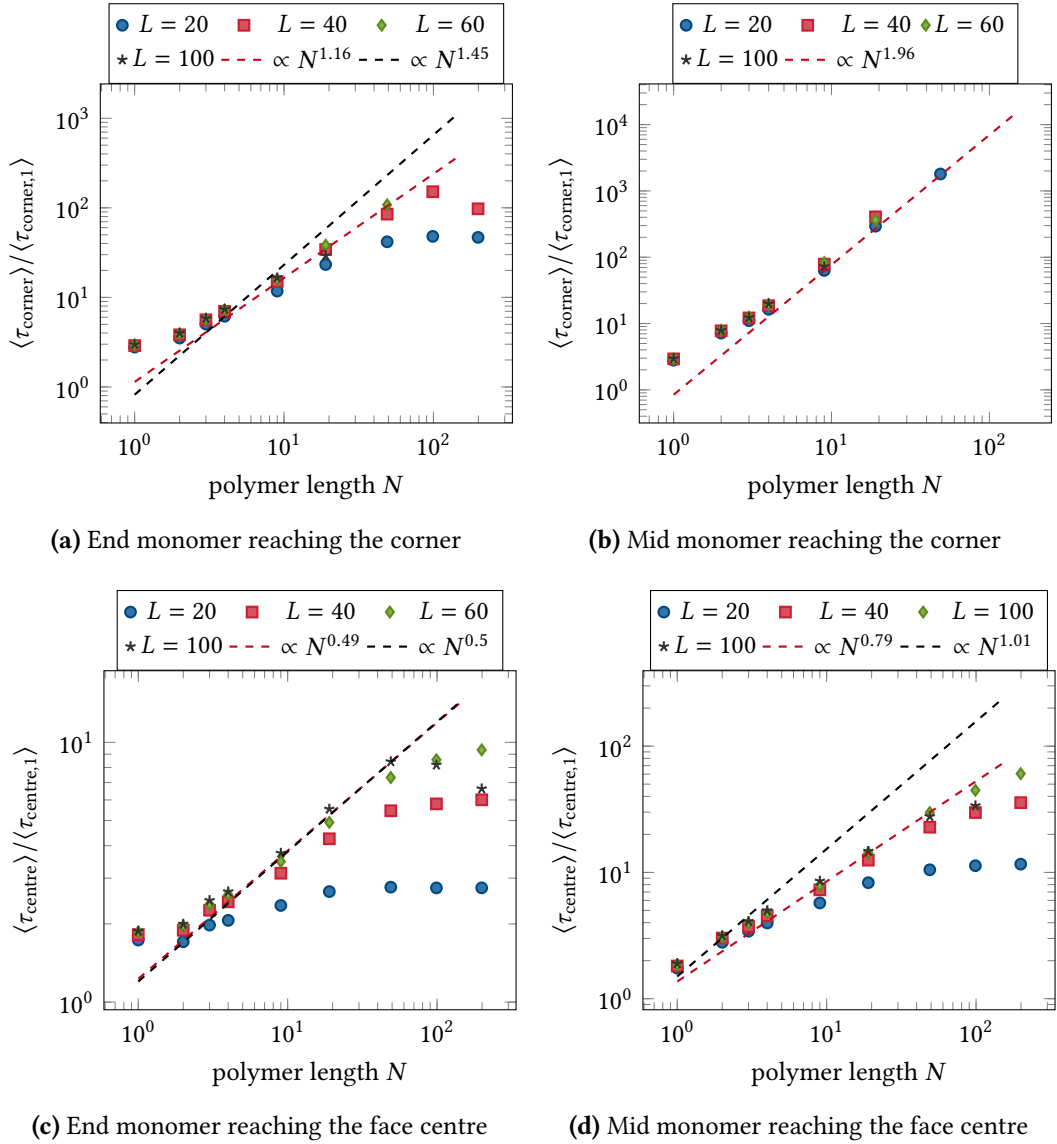 L = 20 L = 40 L = 60
L = 100 ∝ N^1.16 ∝ N^1.45
10^3
10^2
10^1
10^0
⟨τ_corner⟩/⟨τ_corner,1⟩
10^0 10^1 10^2
polymer length N
(a) End monomer reaching the corner
L = 20 L = 40 L = 60
L = 100 ∝ N^1.96
10^4
10^3
10^2
10^1
10^0
⟨τ_corner⟩/⟨τ_corner,1⟩
10^0 10^1 10^2
polymer length N
(b) Mid monomer reaching the corner
L = 20 L = 40 L = 60
L = 100 ∝ N^0.49 ∝ N^0.5
10^1
10^0
⟨τ_centre⟩/⟨τ_centre,1⟩
10^0 10^1 10^2
polymer length N
(c) End monomer reaching the face centre
L = 20 L = 40 L = 100
L = 100 ∝ N^0.79 ∝ N^1.01
10^2
10^1
10^0
⟨τ_centre⟩/⟨τ_centre,1⟩
10^0 10^1 10^2
polymer length N
(d) Mid monomer reaching the face centre